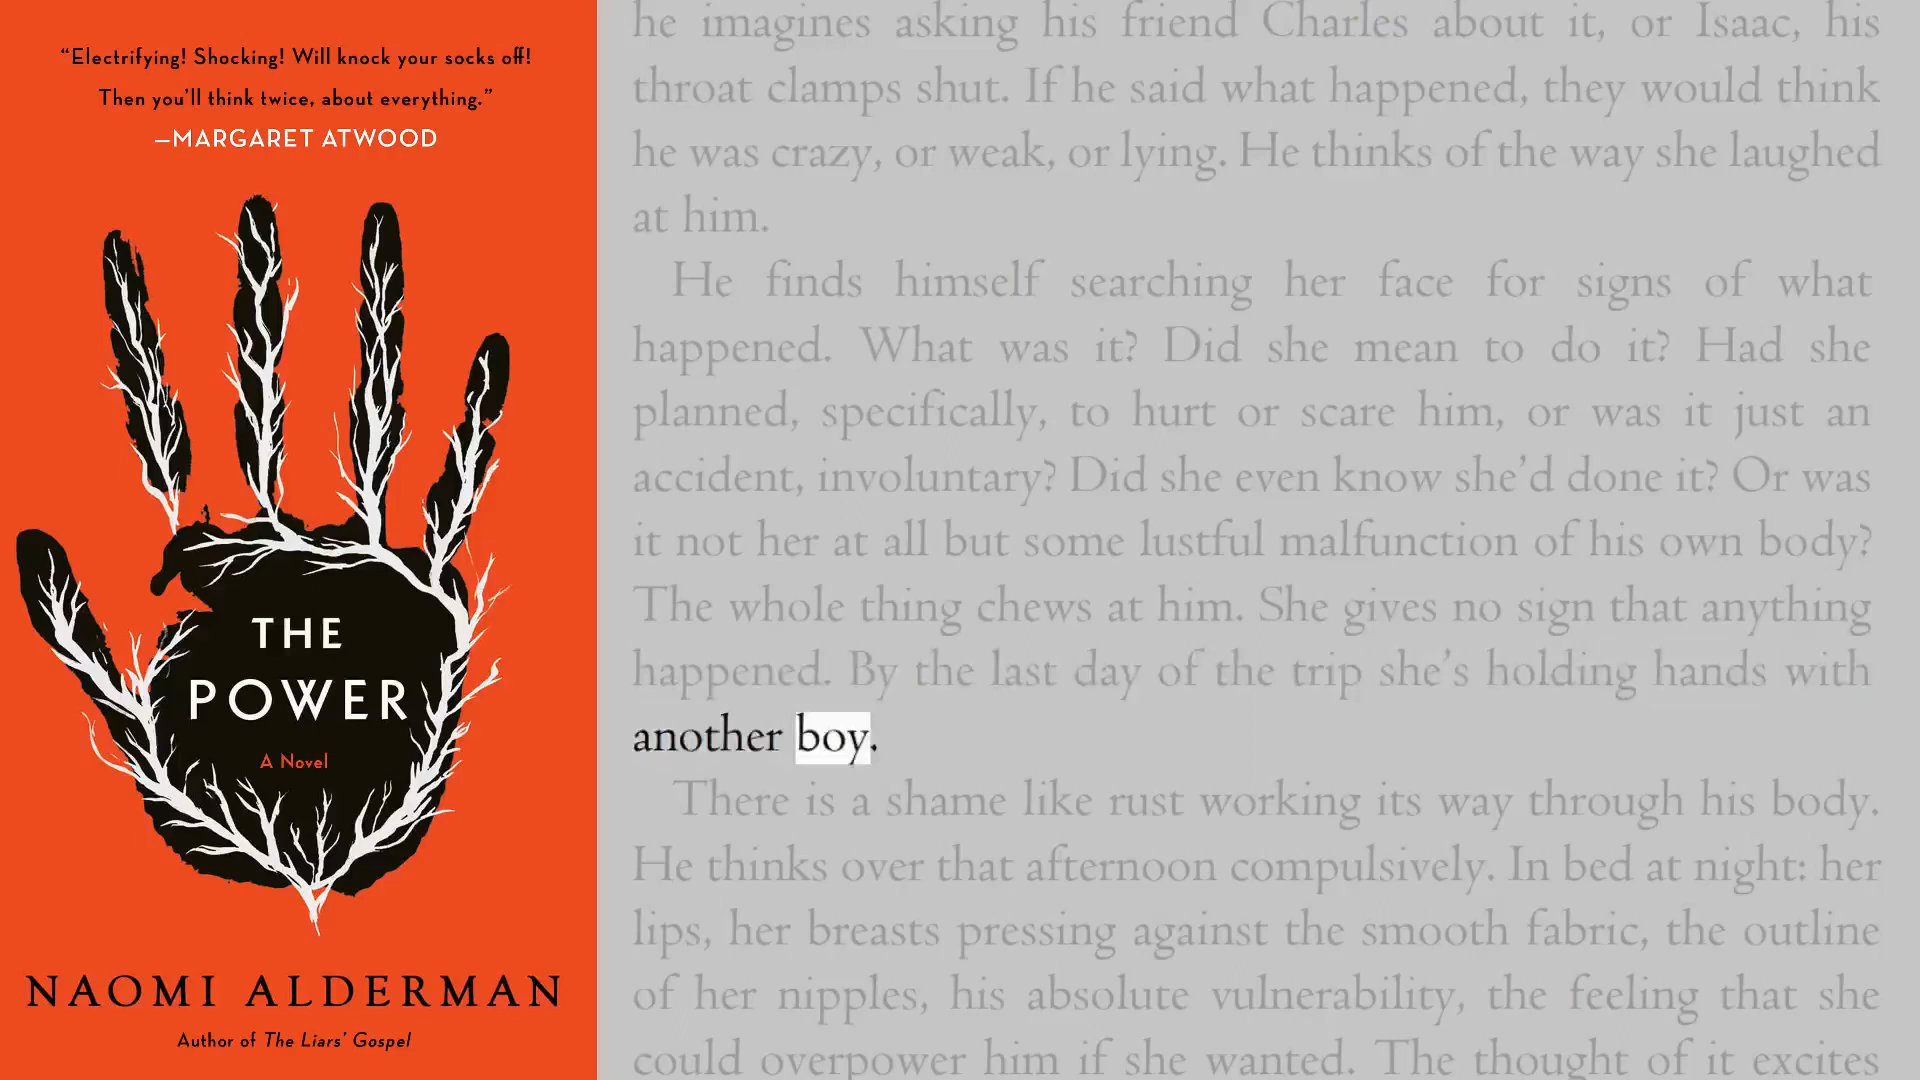 “Electrifying! Shocking! Will knock your socks off!
Then you’ll think twice, about everything.”
—MARGARET ATWOOD
THE
POWER
A Novel
NAOMI ALDERMAN
Author of The Liars’ Gospel
he imagines asking his friend Charles about it, or Isaac, his
throat clamps shut. If he said what happened, they would think
he was crazy, or weak, or lying. He thinks of the way she laughed
at him.
He finds himself searching her face for signs of what
happened. What was it? Did she mean to do it? Had she
planned, specifically, to hurt or scare him, or was it just an
accident, involuntary? Did she even know she’d done it? Or was
it not her at all but some lustful malfunction of his own body?
The whole thing chews at him. She gives no sign that anything
happened. By the last day of the trip she’s holding hands with
another boy.
There is a shame like rust working its way through his body.
He thinks over that afternoon compulsively. In bed at night: her
lips, her breasts pressing against the smooth fabric, the outline
of her nipples, his absolute vulnerability, the feeling that she
could overpower him if she wanted. The thought of it excites